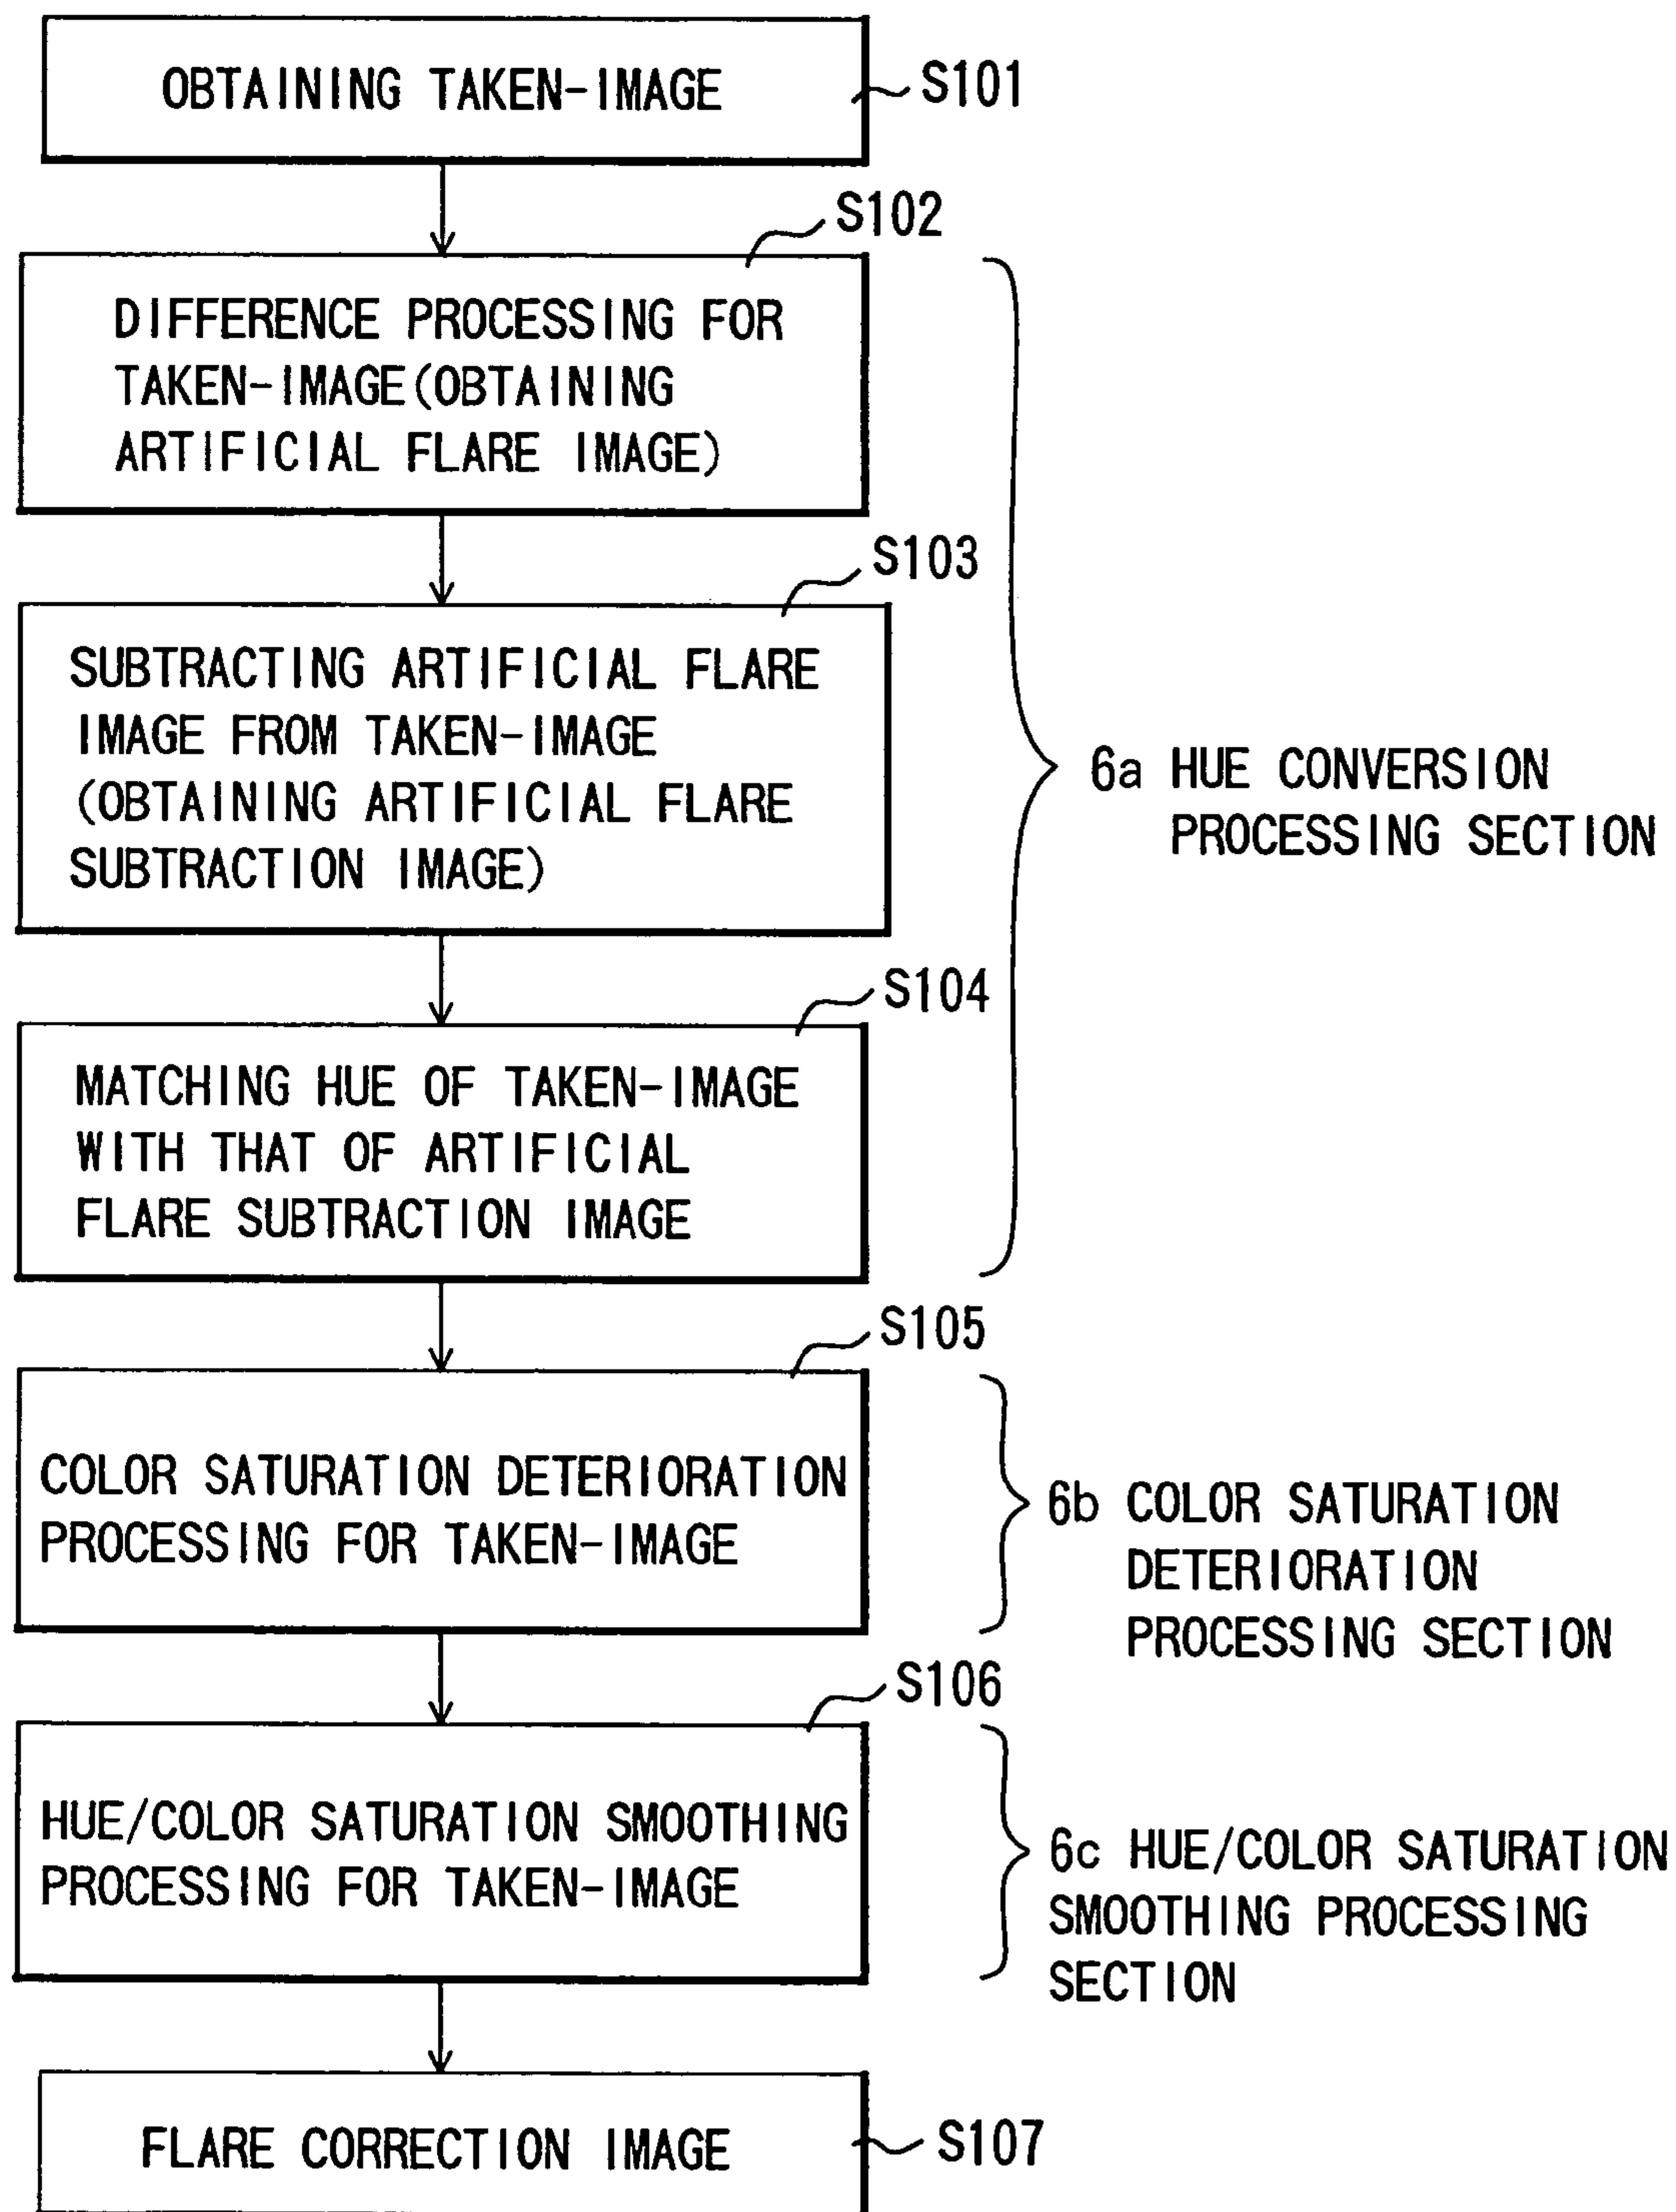 OBTAINING TAKEN-IMAGE
S101
S102
DIFFERENCE PROCESSING FOR
TAKEN-IMAGE(OBTAINING
ARTIFICIAL FLARE IMAGE)
S103
SUBTRACTING ARTIFICIAL FLARE
IMAGE FROM TAKEN-IMAGE
(OBTAINING ARTIFICIAL FLARE
SUBTRACTION IMAGE)
6a HUE CONVERSION
PROCESSING SECTION
S104
MATCHING HUE OF TAKEN-IMAGE
WITH THAT OF ARTIFICIAL
FLARE SUBTRACTION IMAGE
S105
COLOR SATURATION DETERIORATION
PROCESSING FOR TAKEN-IMAGE
6b COLOR SATURATION
DETERIORATION
PROCESSING SECTION
S106
HUE/COLOR SATURATION SMOOTHING
PROCESSING FOR TAKEN-IMAGE
6c HUE/COLOR SATURATION
SMOOTHING PROCESSING
SECTION
FLARE CORRECTION IMAGE
S107